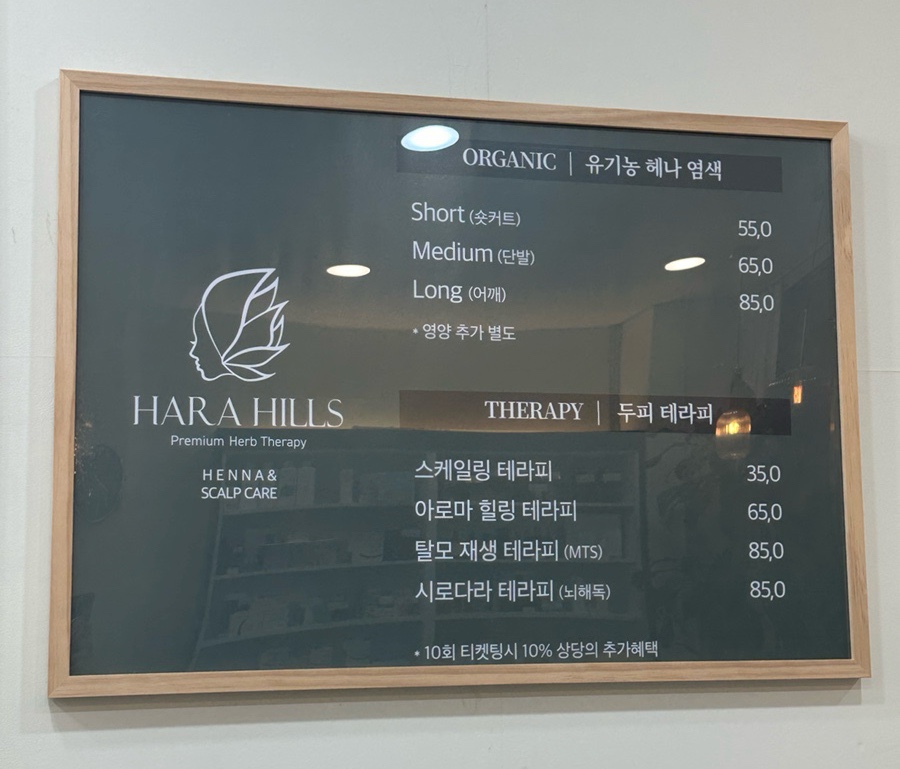 HARA HILLS
Premium Herb Therapy
HENNA&
SCALP CARE
ORGANIC | 유기농 헤나 염색
Short (숏커트) 55,0
Medium (단발) 65,0
Long (어깨) 85,0
* 영양 추가 별도
THERAPY | 두피 테라피
스케일링 테라피 35,0
아로마 힐링 테라피 65,0
탈모 재생 테라피 (MTS) 85,0
시로다라 테라피 (뇌해독) 85,0
* 10회 티켓팅시 10% 상당의 추가혜택